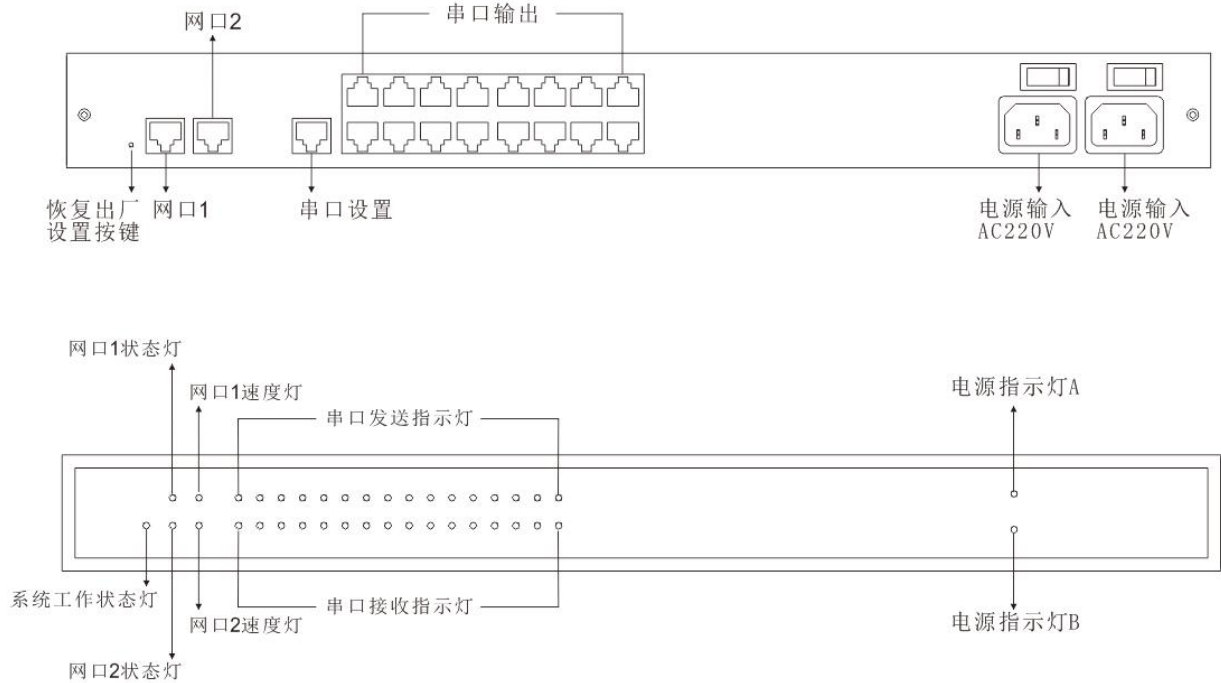 网口2
串口输出
恢复出厂
设置按键
网口1
串口设置
电源输入
AC220V
电源输入
AC220V
网口1状态灯
网口1速度灯
串口发送指示灯
电源指示灯A
系统工作状态灯
串口接收指示灯
网口2速度灯
电源指示灯B
网口2状态灯